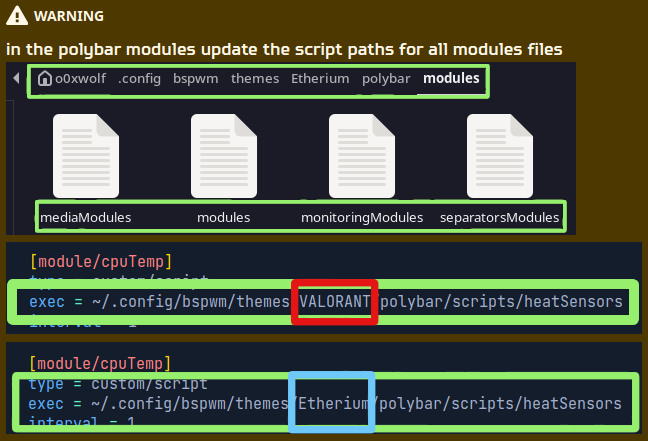 WARNING
in the polybar modules update the script paths for all modules files
o0xwolf .config bspwm themes Etherium polybar modules
mediaModules modules monitoringModules separatorsModules
[module/cpuTemp]
type = custom/script
exec = ~/.config/bspwm/themes/VALORANT/polybar/scripts/heatSensors
interval = 1
[module/cpuTemp]
type = custom/script
exec = ~/.config/bspwm/themes/Etherium/polybar/scripts/heatSensors
interval = 1